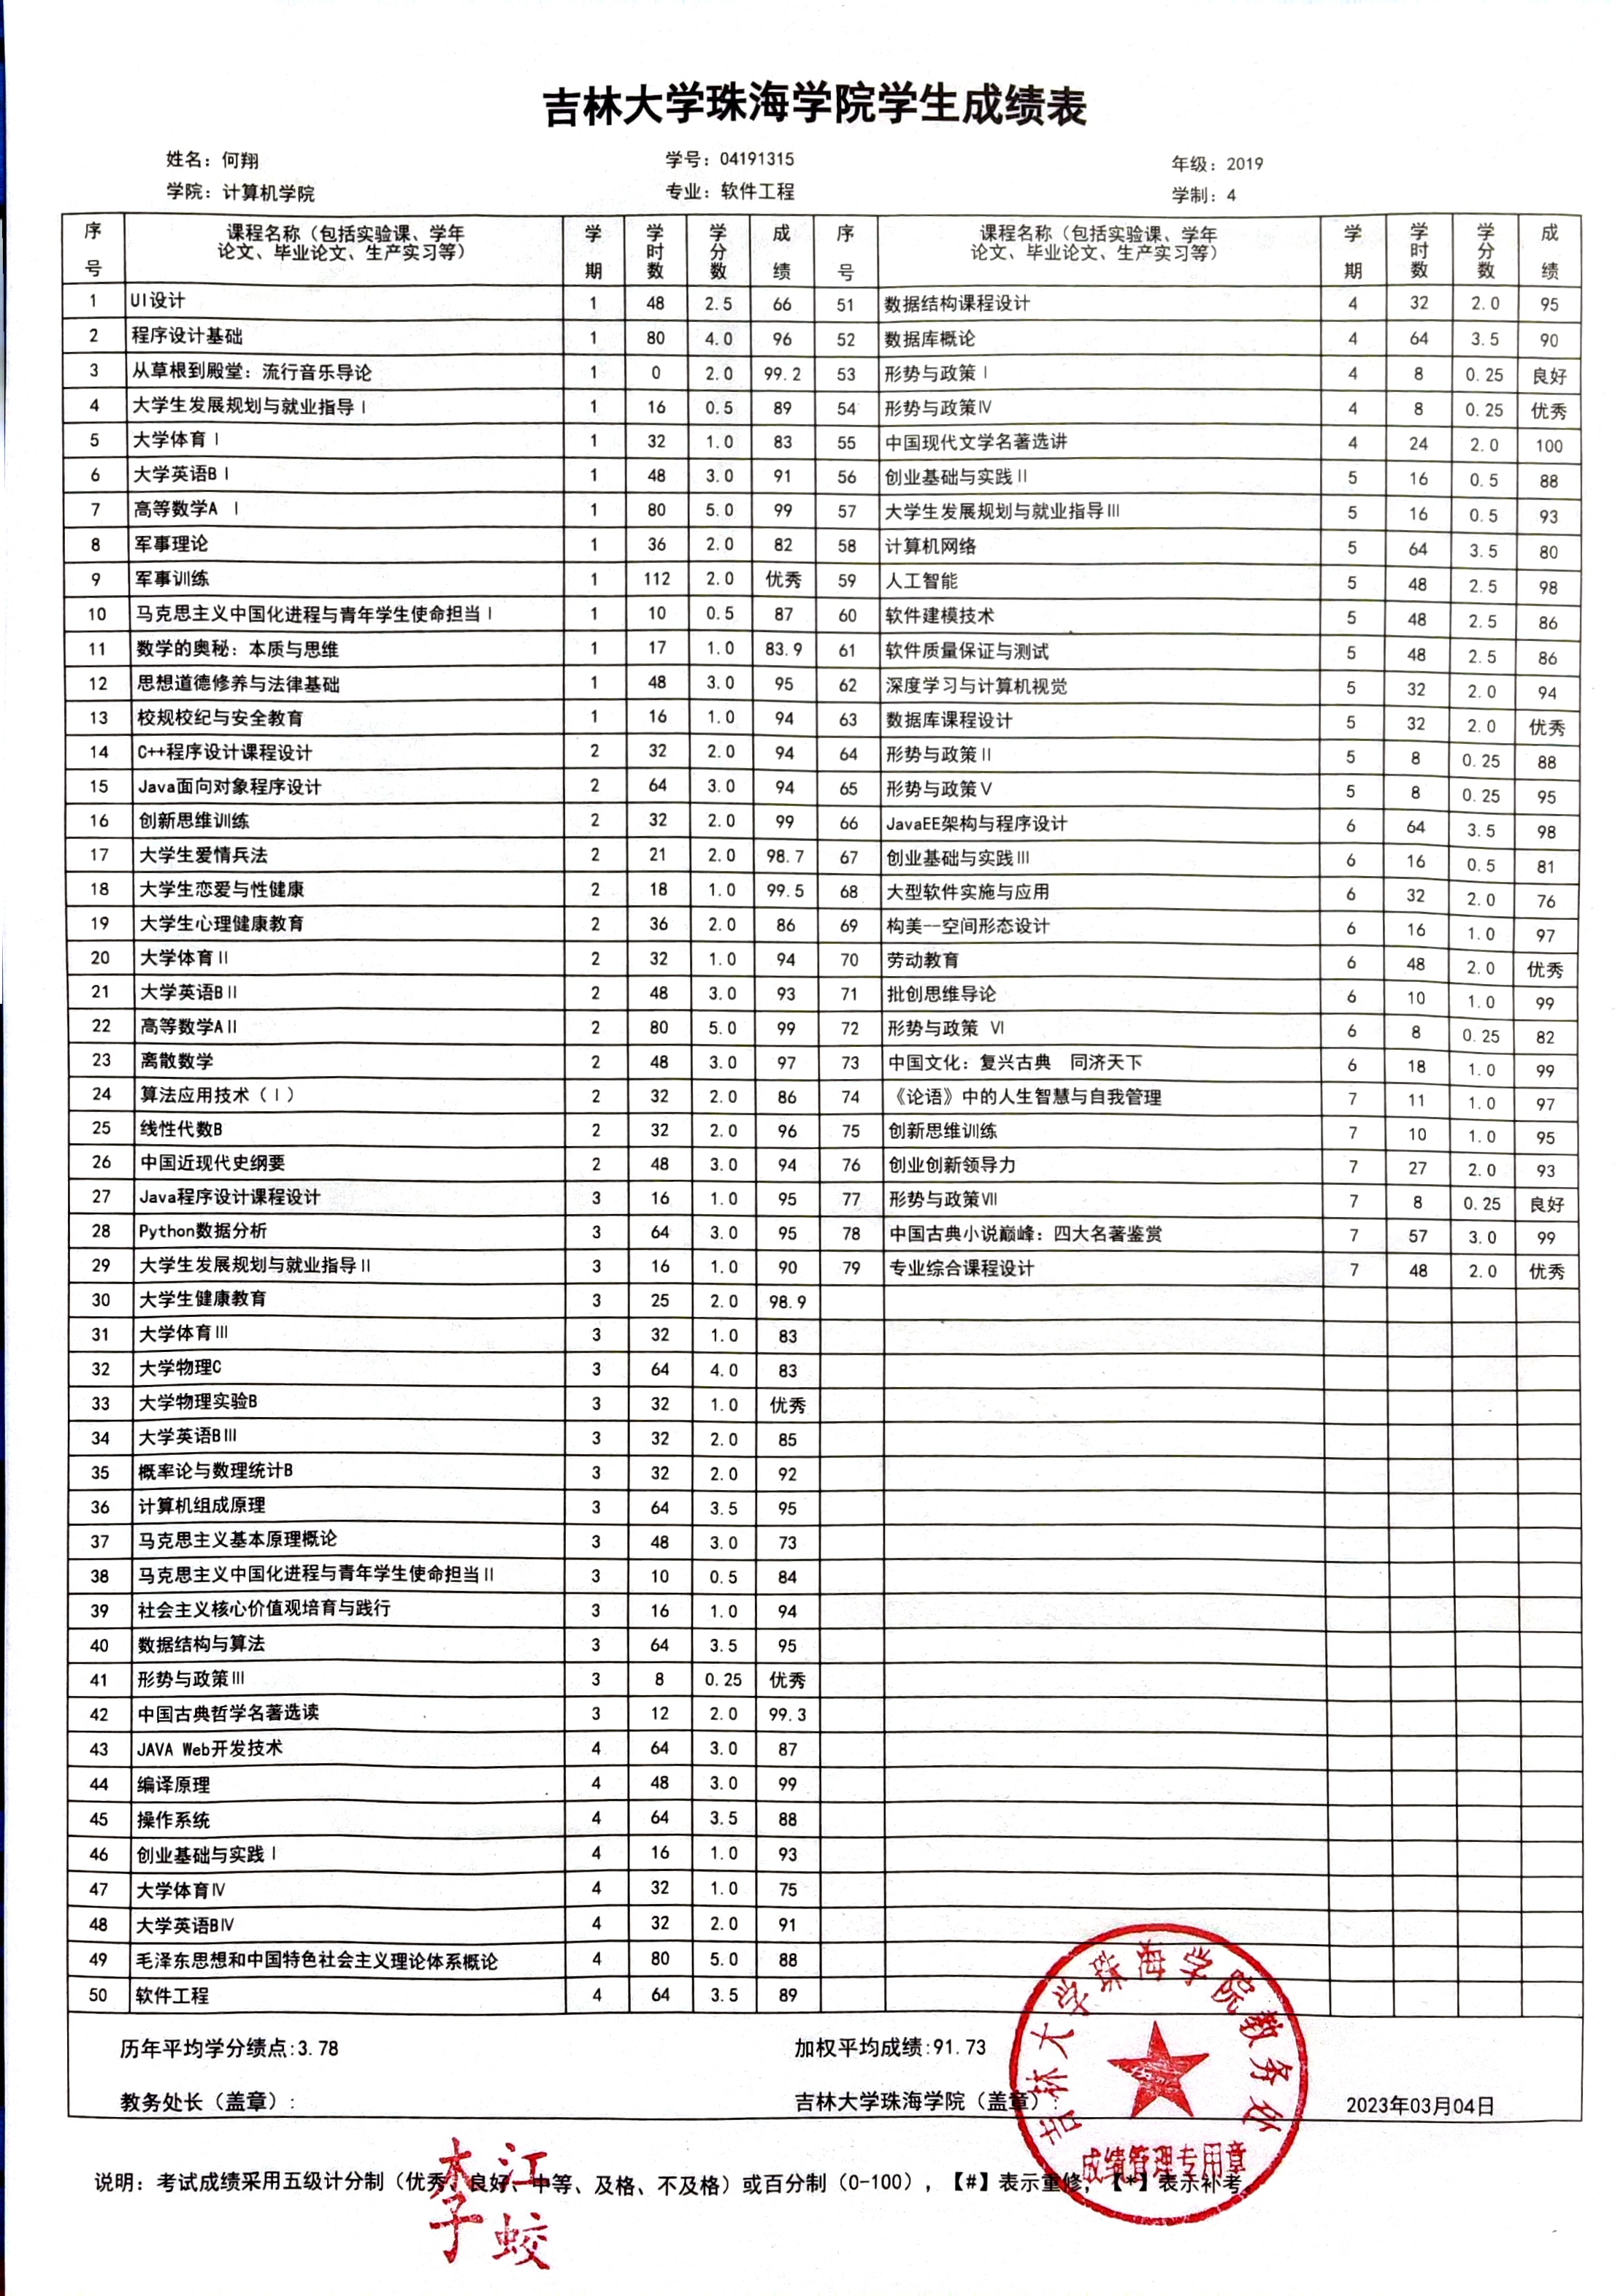 吉林大学珠海学院学生成绩表
姓名：何翔 学号：04191315 年级：2019
学院：计算机学院 专业：软件工程 学制：4
序号 课程名称（包括实验课、学年论文、毕业论文、生产实习等） 学期 学时数 学分数 成绩 序号 课程名称（包括实验课、学年论文、毕业论文、生产实习等） 学期 学时数 学分数 成绩
1 UI设计 1 48 2.5 66 51 数据结构课程设计 4 32 2.0 95
2 程序设计基础 1 80 4.0 96 52 数据库概论 4 64 3.5 90
3 从草根到殿堂：流行音乐导论 1 0 2.0 99.2 53 形势与政策Ⅰ 4 8 0.25 良好
4 大学生发展规划与就业指导Ⅰ 1 16 0.5 89 54 形势与政策Ⅳ 4 8 0.25 优秀
5 大学体育Ⅰ 1 32 1.0 83 55 中国现代文学名著选讲 4 24 2.0 100
6 大学英语BⅠ 1 48 3.0 91 56 创业基础与实践Ⅱ 5 16 0.5 88
7 高等数学A Ⅰ 1 80 5.0 99 57 大学生发展规划与就业指导Ⅲ 5 16 0.5 93
8 军事理论 1 36 2.0 82 58 计算机网络 5 64 3.5 80
9 军事训练 1 112 2.0 优秀 59 人工智能 5 48 2.5 98
10 马克思主义中国化进程与青年学生使命担当Ⅰ 1 10 0.5 87 60 软件建模技术 5 48 2.5 86
11 数学的奥秘：本质与思维 1 17 1.0 83.9 61 软件质量保证与测试 5 48 2.5 86
12 思想道德修养与法律基础 1 48 3.0 95 62 深度学习与计算机视觉 5 32 2.0 94
13 校规校纪与安全教育 1 16 1.0 94 63 数据库课程设计 5 32 2.0 优秀
14 C++程序设计课程设计 2 32 2.0 94 64 形势与政策Ⅱ 5 8 0.25 88
15 Java面向对象程序设计 2 64 3.0 94 65 形势与政策Ⅴ 5 8 0.25 95
16 创新思维训练 2 32 2.0 99 66 JavaEE架构与程序设计 6 64 3.5 98
17 大学生爱情兵法 2 21 2.0 98.7 67 创业基础与实践Ⅲ 6 16 0.5 81
18 大学生恋爱与性健康 2 18 1.0 99.5 68 大型软件实施与应用 6 32 2.0 76
19 大学生心理健康教育 2 36 2.0 86 69 构美--空间形态设计 6 16 1.0 97
20 大学体育Ⅱ 2 32 1.0 94 70 劳动教育 6 48 2.0 优秀
21 大学英语BⅡ 2 48 3.0 93 71 批创思维导论 6 10 1.0 99
22 高等数学AⅡ 2 80 5.0 99 72 形势与政策 Ⅵ 6 8 0.25 82
23 离散数学 2 48 3.0 97 73 中国文化：复兴古典 同济天下 6 18 1.0 99
24 算法应用技术（Ⅰ） 2 32 2.0 86 74 《论语》中的人生智慧与自我管理 7 11 1.0 97
25 线性代数B 2 32 2.0 96 75 创新思维训练 7 10 1.0 95
26 中国近现代史纲要 2 48 3.0 94 76 创业创新领导力 7 27 2.0 93
27 Java程序设计课程设计 3 16 1.0 95 77 形势与政策Ⅶ 7 8 0.25 良好
28 Python数据分析 3 64 3.0 95 78 中国古典小说巅峰：四大名著鉴赏 7 57 3.0 99
29 大学生发展规划与就业指导Ⅱ 3 16 1.0 90 79 专业综合课程设计 7 48 2.0 优秀
30 大学生健康教育 3 25 2.0 98.9
31 大学体育Ⅲ 3 32 1.0 83
32 大学物理C 3 64 4.0 83
33 大学物理实验B 3 32 1.0 优秀
34 大学英语BⅢ 3 32 2.0 85
35 概率论与数理统计B 3 32 2.0 92
36 计算机组成原理 3 64 3.5 95
37 马克思主义基本原理概论 3 48 3.0 73
38 马克思主义中国化进程与青年学生使命担当Ⅱ 3 10 0.5 84
39 社会主义核心价值观培育与践行 3 16 1.0 94
40 数据结构与算法 3 64 3.5 95
41 形势与政策Ⅲ 3 8 0.25 优秀
42 中国古典哲学名著选读 3 12 2.0 99.3
43 JAVA Web开发技术 4 64 3.0 87
44 编译原理 4 48 3.0 99
45 操作系统 4 64 3.5 88
46 创业基础与实践Ⅰ 4 16 1.0 93
47 大学体育Ⅳ 4 32 1.0 75
48 大学英语BⅣ 4 32 2.0 91
49 毛泽东思想和中国特色社会主义理论体系概论 4 80 5.0 88
50 软件工程 4 64 3.5 89
历年平均学分绩点:3.78 加权平均成绩:91.73
教务处长（盖章）: 吉林大学珠海学院（盖章）: 2023年03月04日
吉林大学珠海学院教务处
成绩管理专用章
说明：考试成绩采用五级计分制（优秀、良好、中等、及格、不及格）或百分制（0-100），【#】表示重修，【*】表示补考。
李江蛟